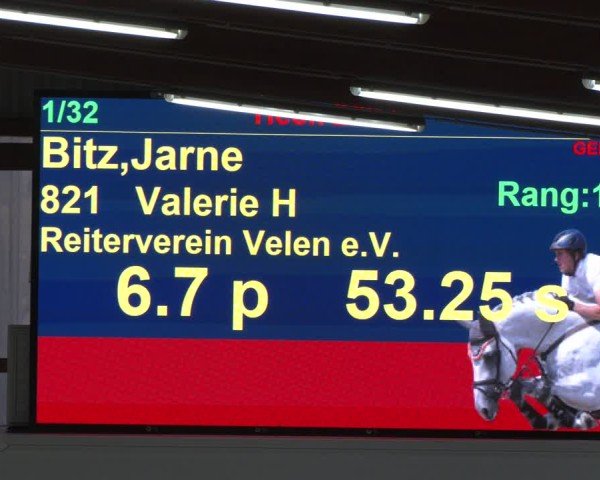 1/32
Bitz,Jarne
821 Valerie H
Rang:1
Reiterverein Velen e.V.
6.7 p 53.25 s